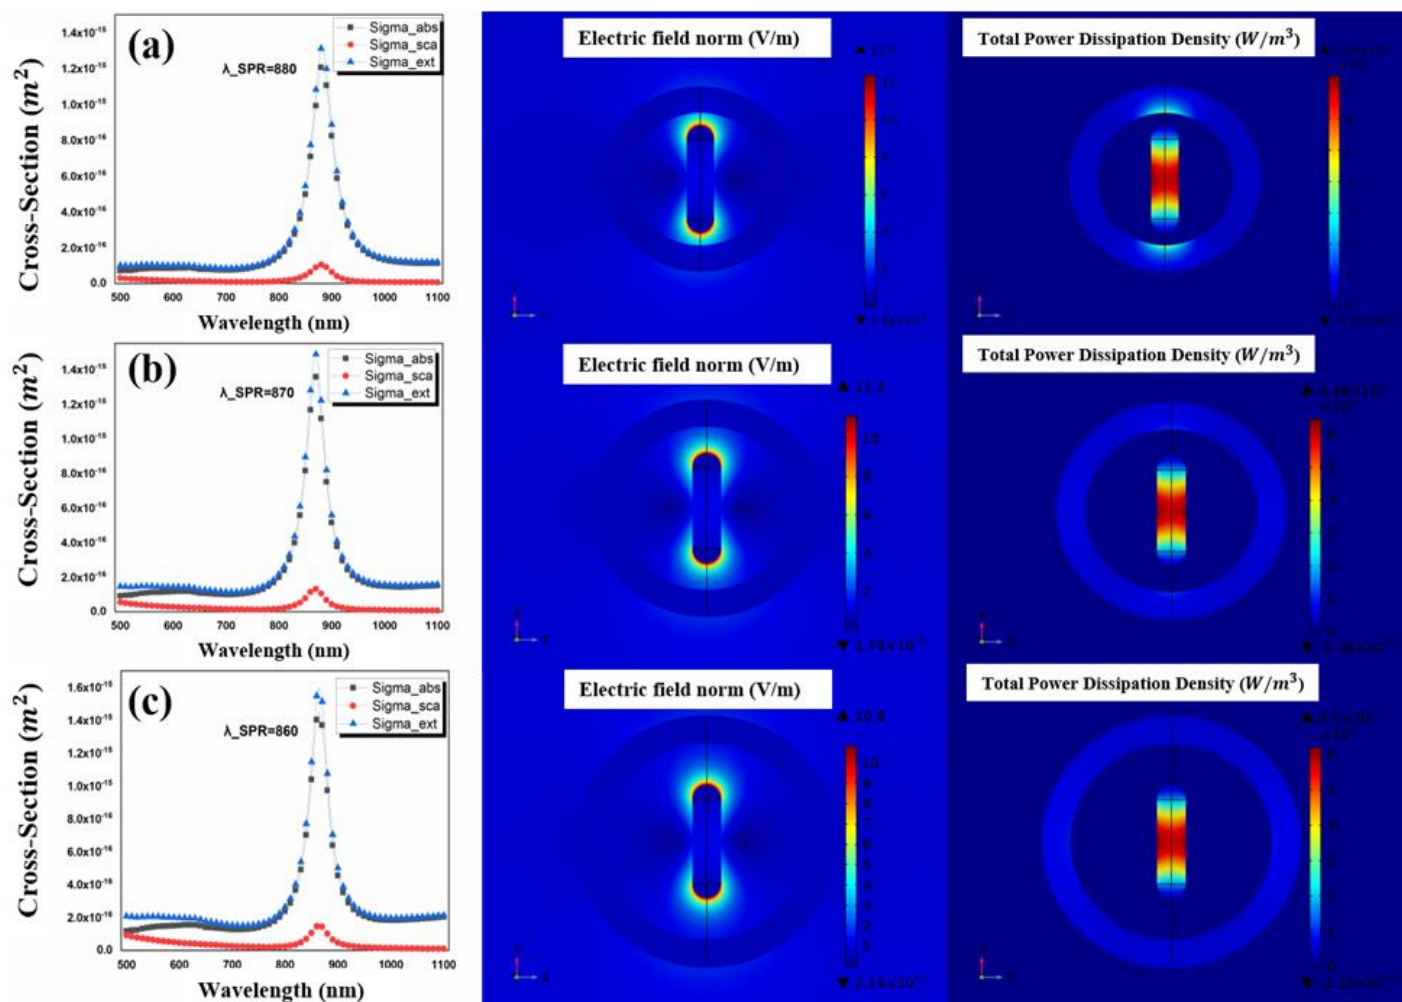 (a)
λ_SPR=880
Sigma_abs
Sigma_sca
Sigma_ext
Cross-Section (m²)
1.4x10⁻¹⁵
1.2x10⁻¹⁵
1.0x10⁻¹⁵
8.0x10⁻¹⁶
6.0x10⁻¹⁶
4.0x10⁻¹⁶
2.0x10⁻¹⁶
0.0
500 600 700 800 900 1000 1100
Wavelength (nm)
Electric field norm (V/m)
Total Power Dissipation Density (W/m³)
(b)
λ_SPR=870
Sigma_abs
Sigma_sca
Sigma_ext
Cross-Section (m²)
1.4x10⁻¹⁵
1.2x10⁻¹⁵
1.0x10⁻¹⁵
8.0x10⁻¹⁶
6.0x10⁻¹⁶
4.0x10⁻¹⁶
2.0x10⁻¹⁶
0.0
500 600 700 800 900 1000 1100
Wavelength (nm)
Electric field norm (V/m)
10
8
6
4
2
Total Power Dissipation Density (W/m³)
(c)
λ_SPR=860
Sigma_abs
Sigma_sca
Sigma_ext
Cross-Section (m²)
1.6x10⁻¹⁵
1.4x10⁻¹⁵
1.2x10⁻¹⁵
1.0x10⁻¹⁵
8.0x10⁻¹⁶
6.0x10⁻¹⁶
4.0x10⁻¹⁶
2.0x10⁻¹⁶
0.0
500 600 700 800 900 1000 1100
Wavelength (nm)
Electric field norm (V/m)
▲ 10.9
10
9
8
7
6
5
4
3
2
1
Total Power Dissipation Density (W/m³)